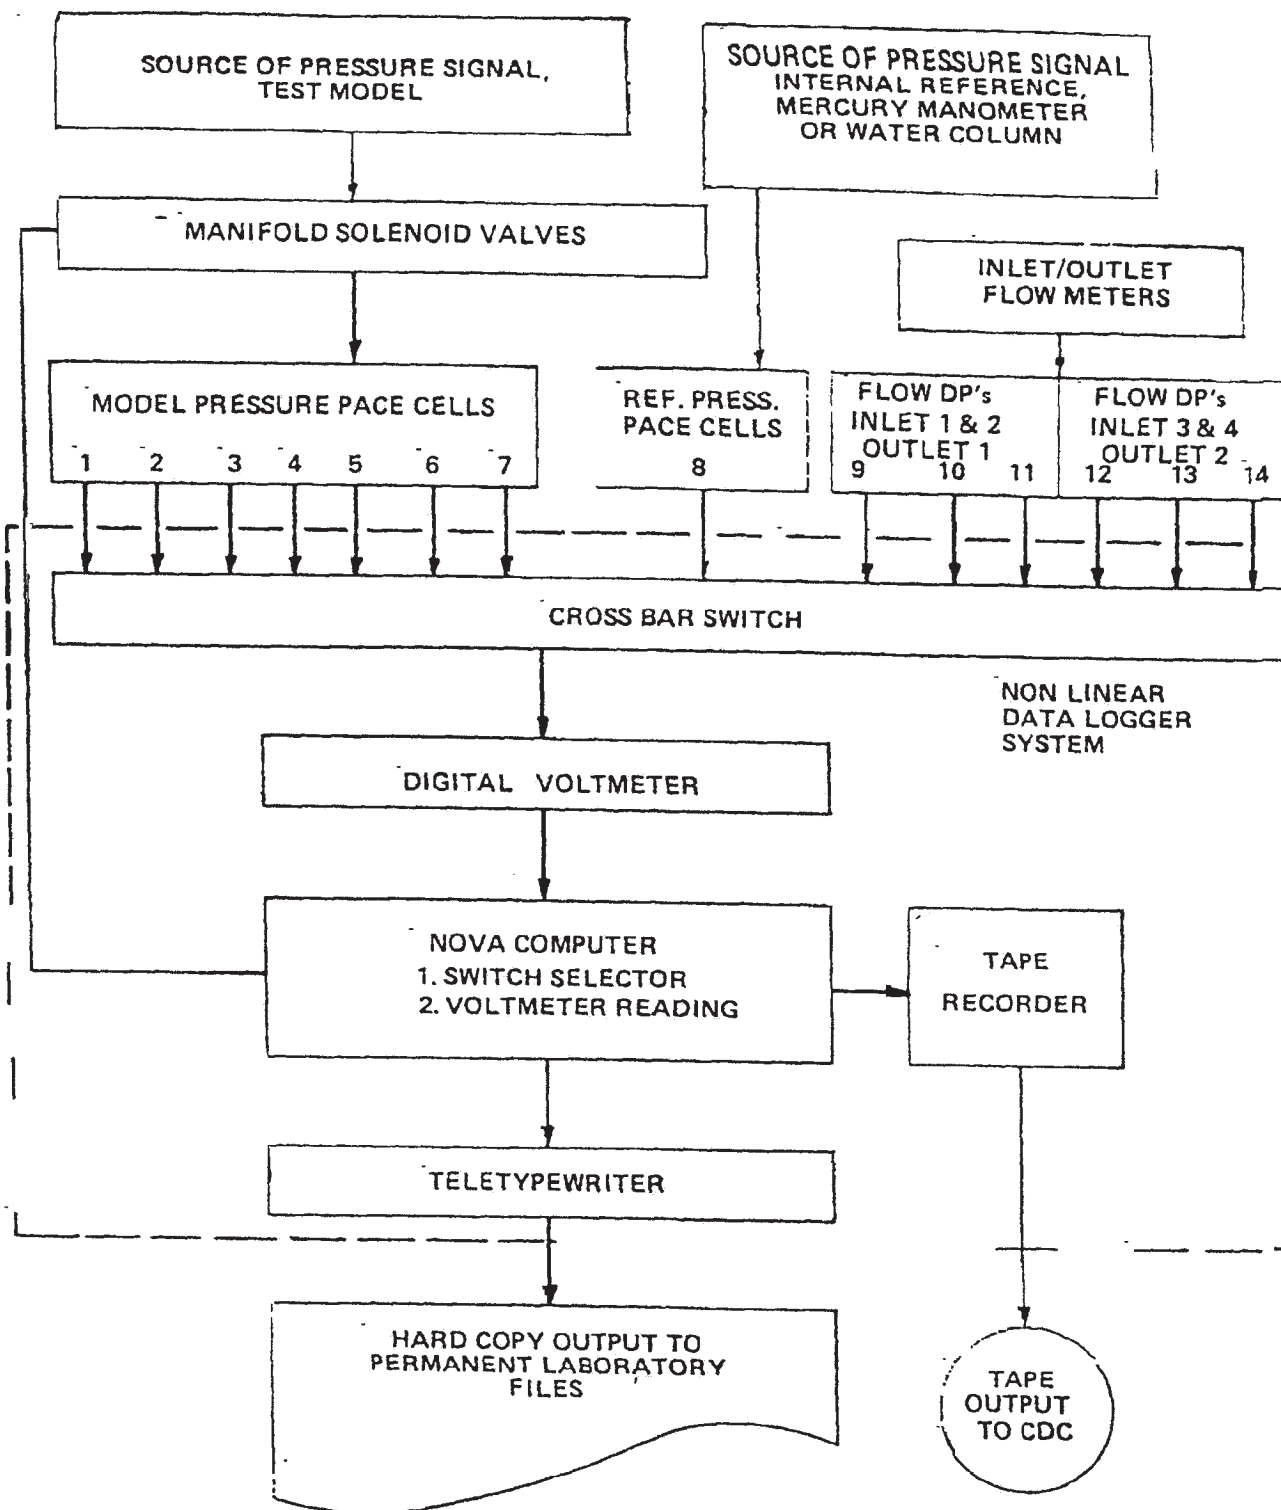 SOURCE OF PRESSURE SIGNAL,
TEST MODEL
SOURCE OF PRESSURE SIGNAL
INTERNAL REFERENCE,
MERCURY MANOMETER
OR WATER COLUMN
MANIFOLD SOLENOID VALVES
INLET/OUTLET
FLOW METERS
MODEL PRESSURE PACE CELLS
1 2 3 4 5 6 7
REF. PRESS.
PACE CELLS
8
FLOW DP's
INLET 1 & 2
OUTLET 1
9 10 11
FLOW DP's
INLET 3 & 4
OUTLET 2
12 13 14
CROSS BAR SWITCH
NON LINEAR
DATA LOGGER
SYSTEM
DIGITAL VOLTMETER
NOVA COMPUTER
1. SWITCH SELECTOR
2. VOLTMETER READING
TAPE
RECORDER
TELETYPEWRITER
HARD COPY OUTPUT TO
PERMANENT LABORATORY
FILES
TAPE
OUTPUT
TO CDC